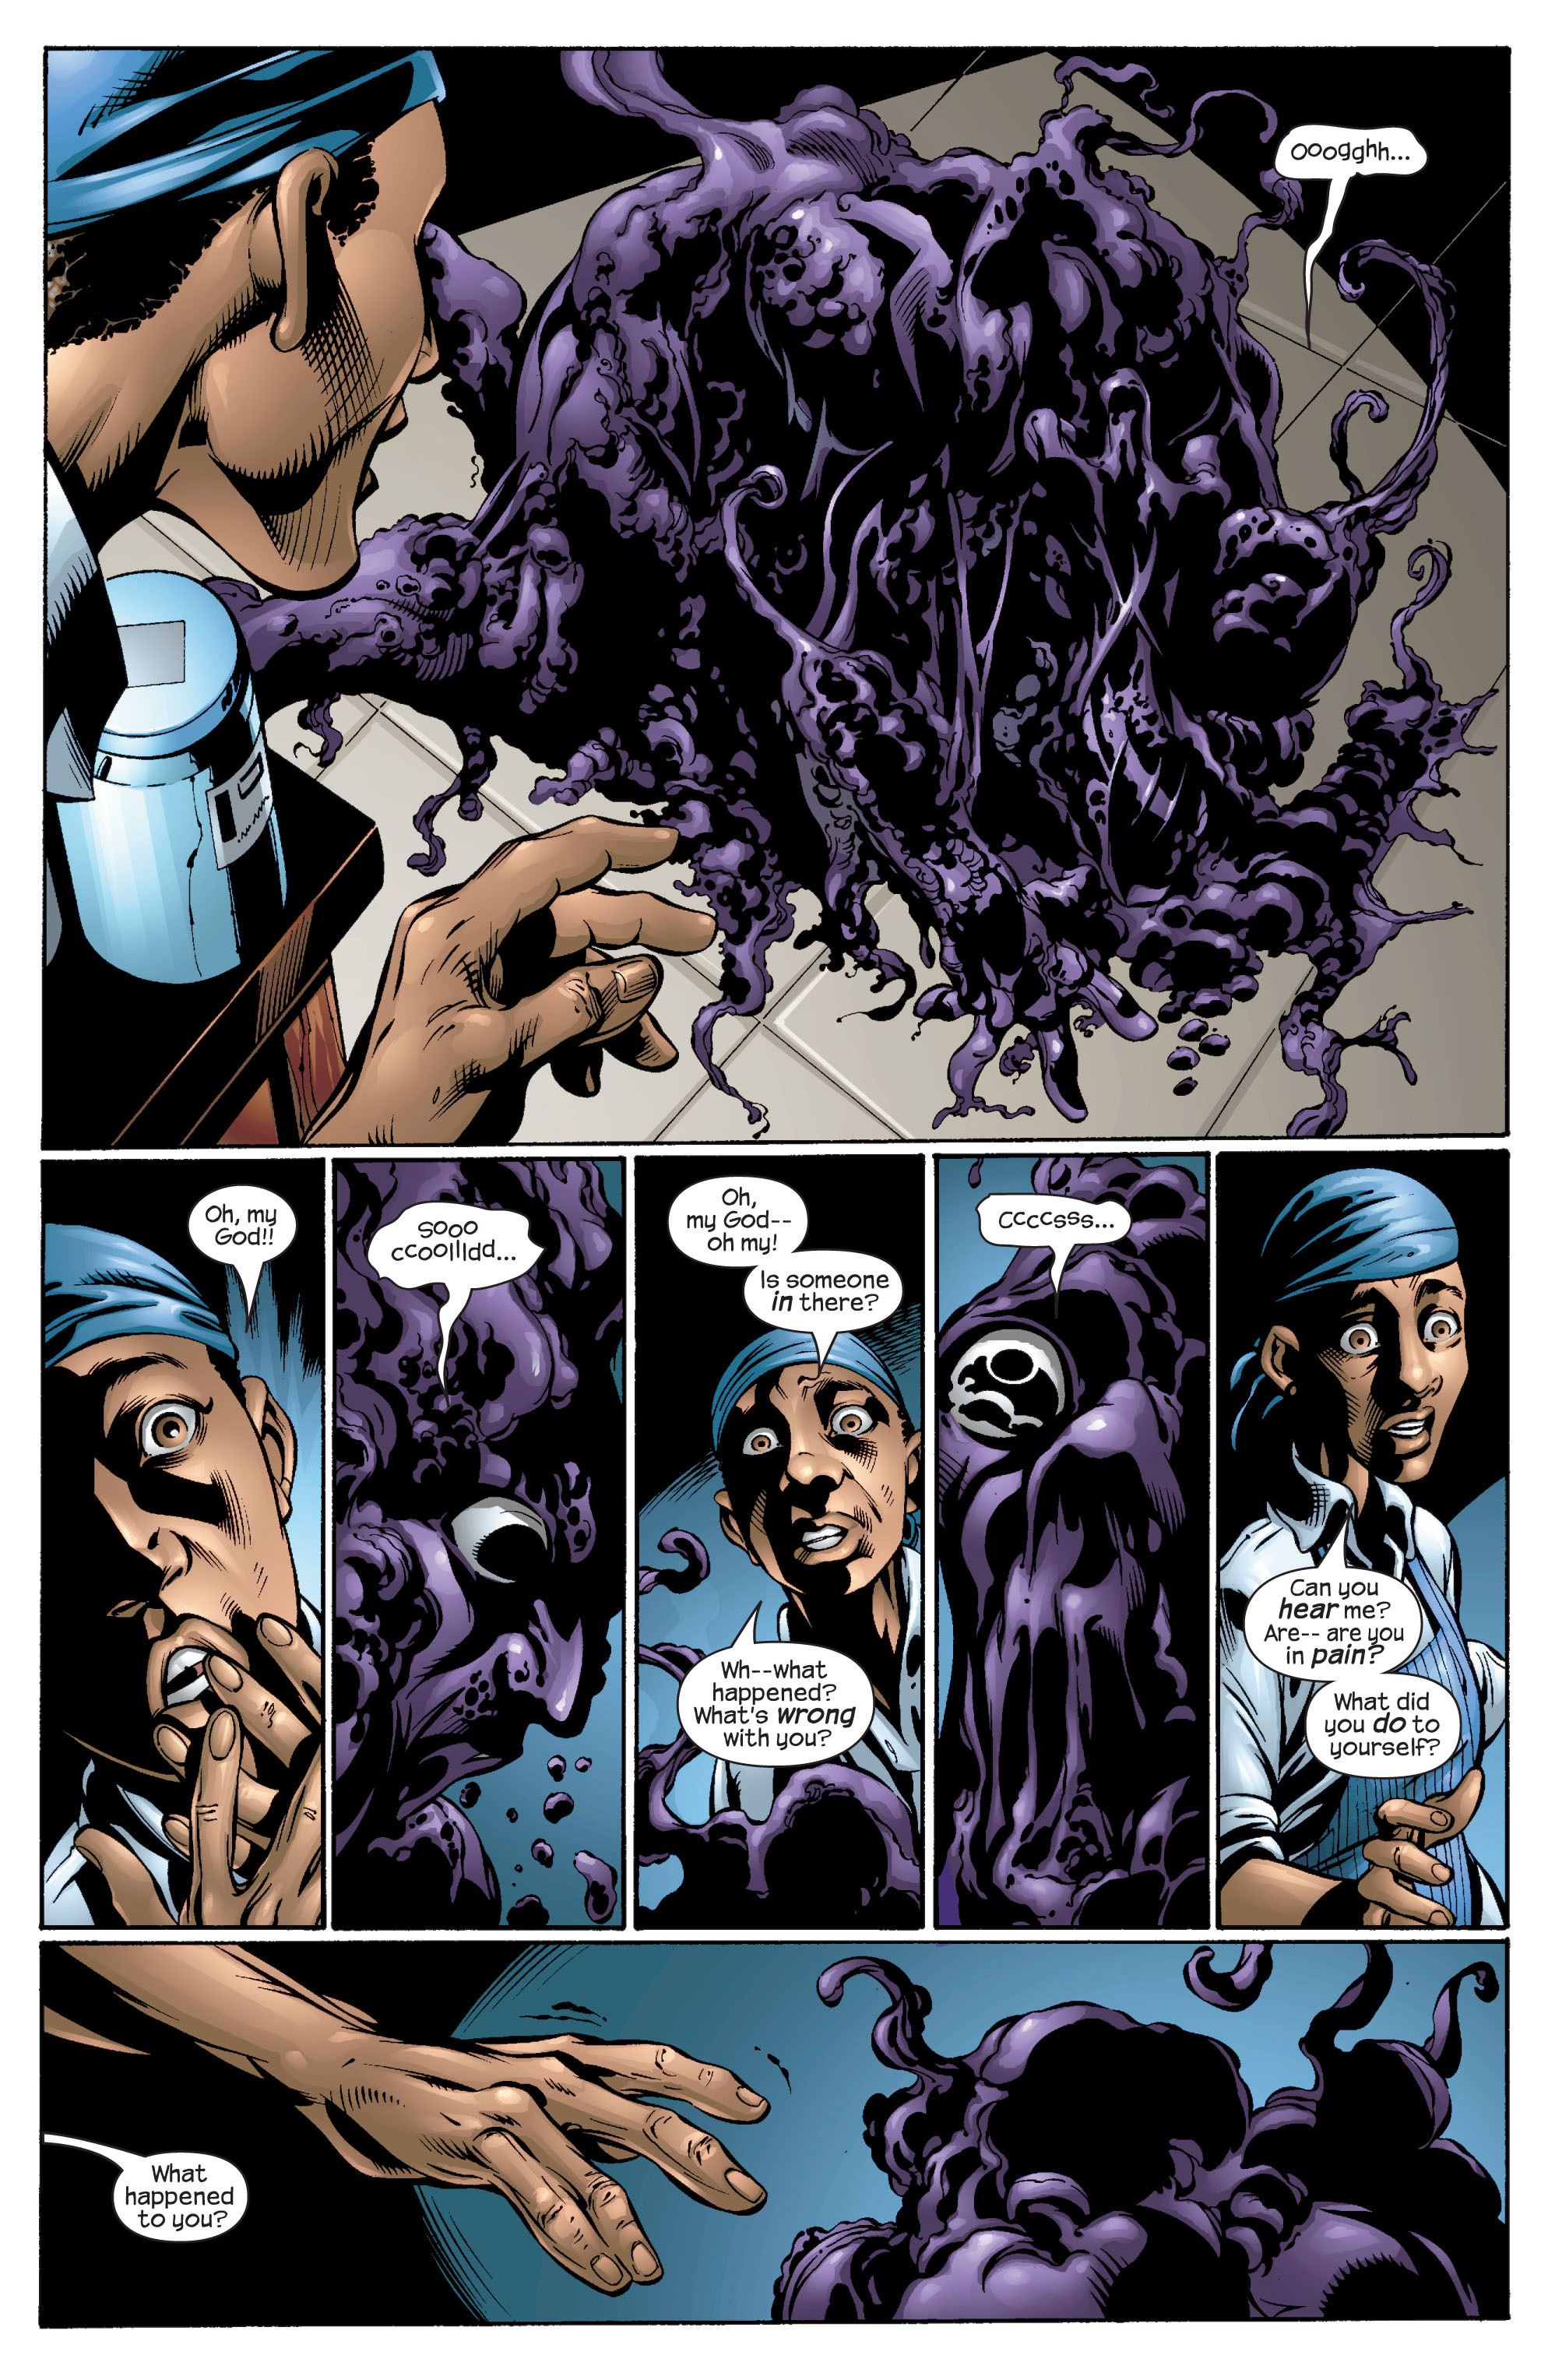 Ooogghh...
Oh, my
God!!
Sooo
ccoollldd...
Oh,
my God--
oh my!
Is someone
in there?
Wh--what
happened?
What's wrong
with you?
Ccccsss...
Can you
hear me?
Are-- are you
in pain?
What did
you do to
yourself?
What
happened
to you?